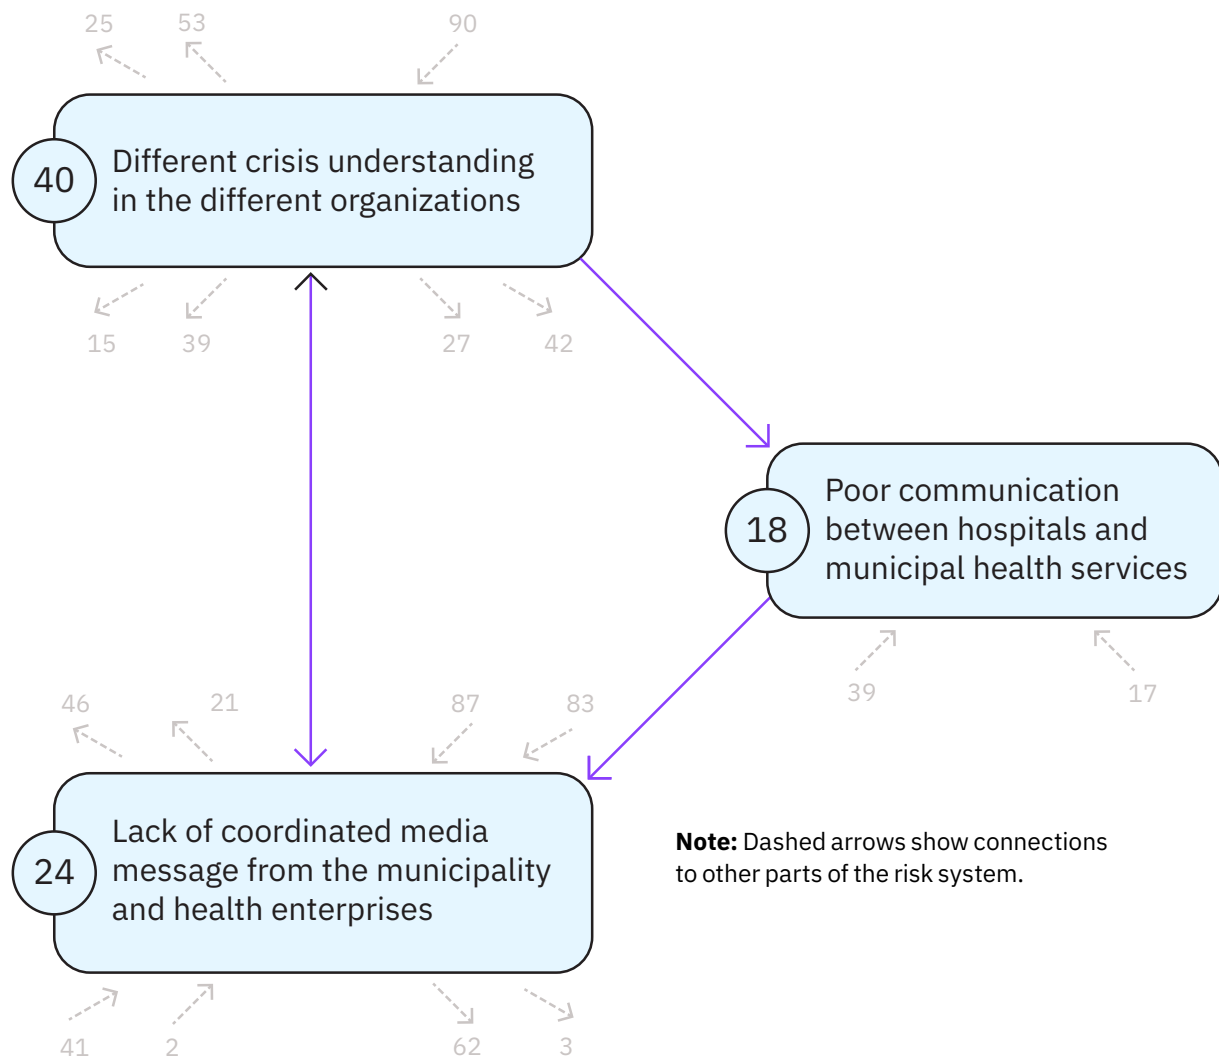 25 53 90
40
Different crisis understanding
in the different organizations
15 39 27 42
18
Poor communication
between hospitals and
municipal health services
39 17
46 21 87 83
24
Lack of coordinated media
message from the municipality
and health enterprises
Note: Dashed arrows show connections
to other parts of the risk system.
41 2 62 3